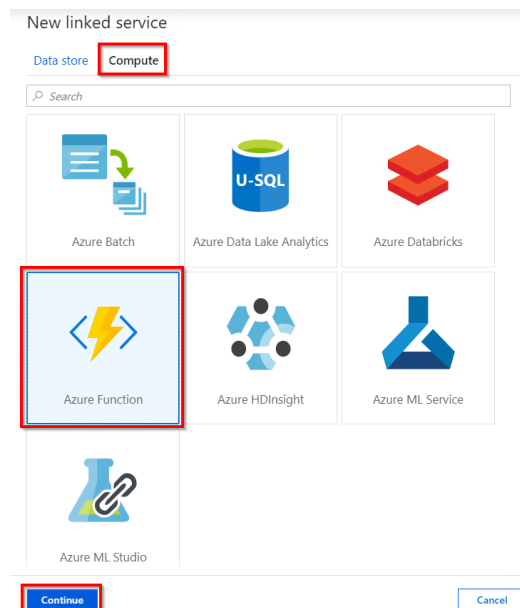 New linked service
Data store Compute
Search
U-SQL
Azure Batch Azure Data Lake Analytics Azure Databricks
Azure Function Azure HDInsight Azure ML Service
Azure ML Studio
Continue Cancel